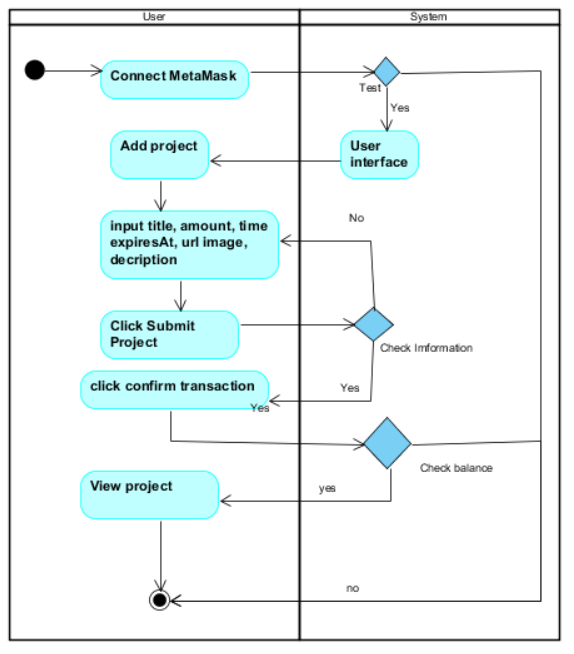 User
System
Connect MetaMask
Test
Yes
Add project
User
interface
input title, amount, time
expiresAt, url image,
decription
No
Click Submit
Project
Check Imformation
click confirm transaction
Yes
Yes
Check balance
View project
yes
no